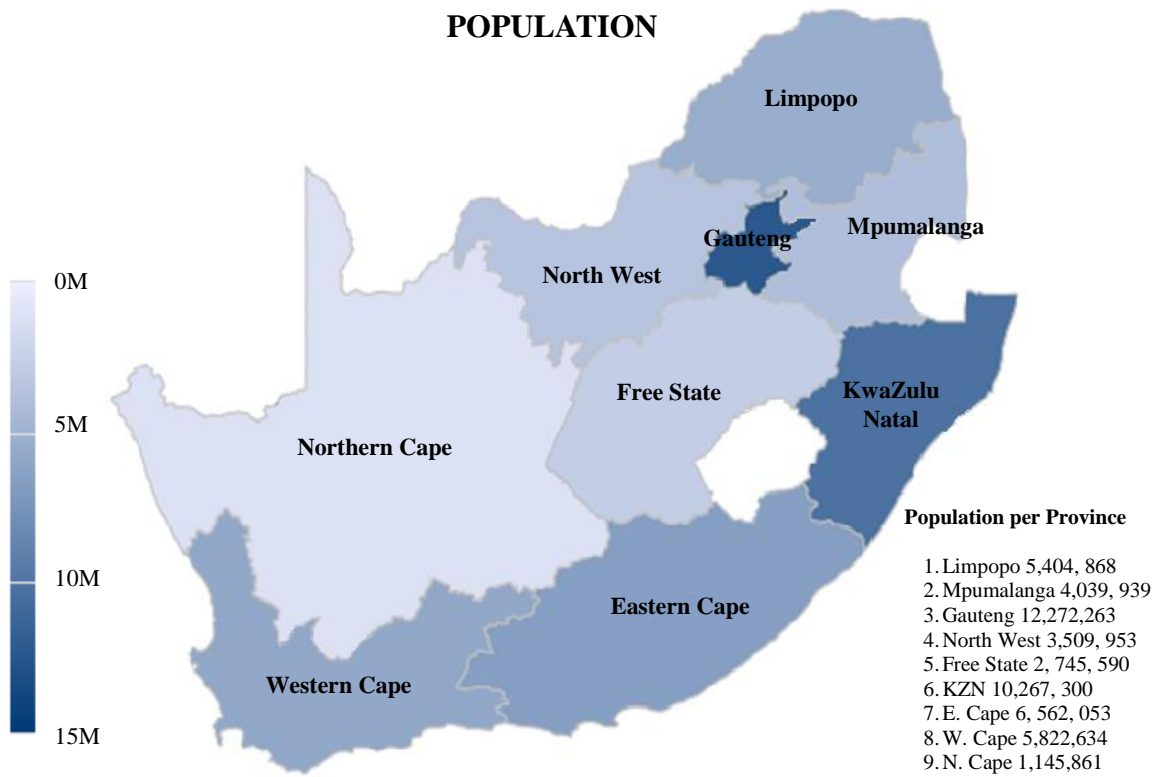 POPULATION
Limpopo
Mpumalanga
Gauteng
North West
0M
5M
10M
15M
Free State
KwaZulu
Natal
Northern Cape
Eastern Cape
Western Cape
Population per Province
1. Limpopo 5,404, 868
2. Mpumalanga 4,039, 939
3. Gauteng 12,272,263
4. North West 3,509, 953
5. Free State 2, 745, 590
6. KZN 10,267, 300
7. E. Cape 6, 562, 053
8. W. Cape 5,822,634
9. N. Cape 1,145,861